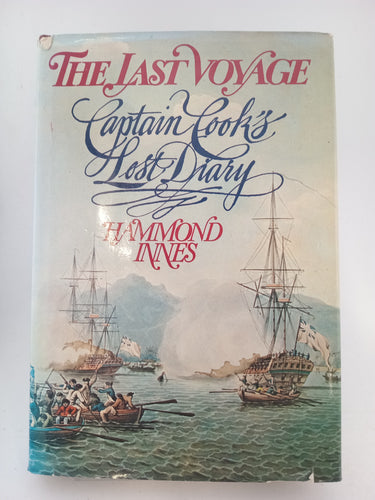 THE LAST VOYAGE
Captain Cook's
Lost Diary
HAMMOND
INNES